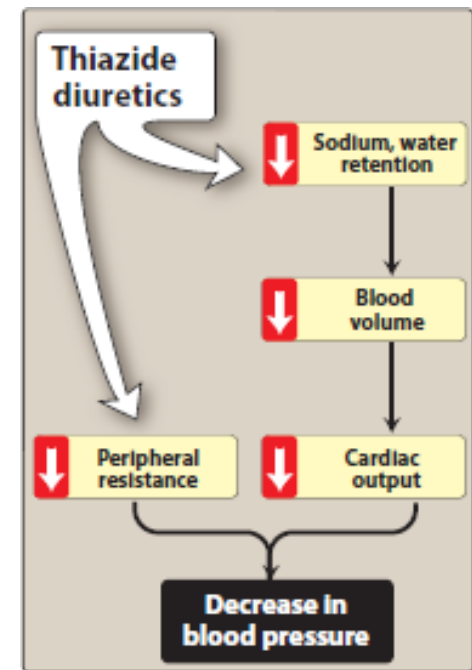 Thiazide
diuretics
Sodium, water
retention
Blood
volume
Peripheral
resistance
Cardiac
output
Decrease in
blood pressure